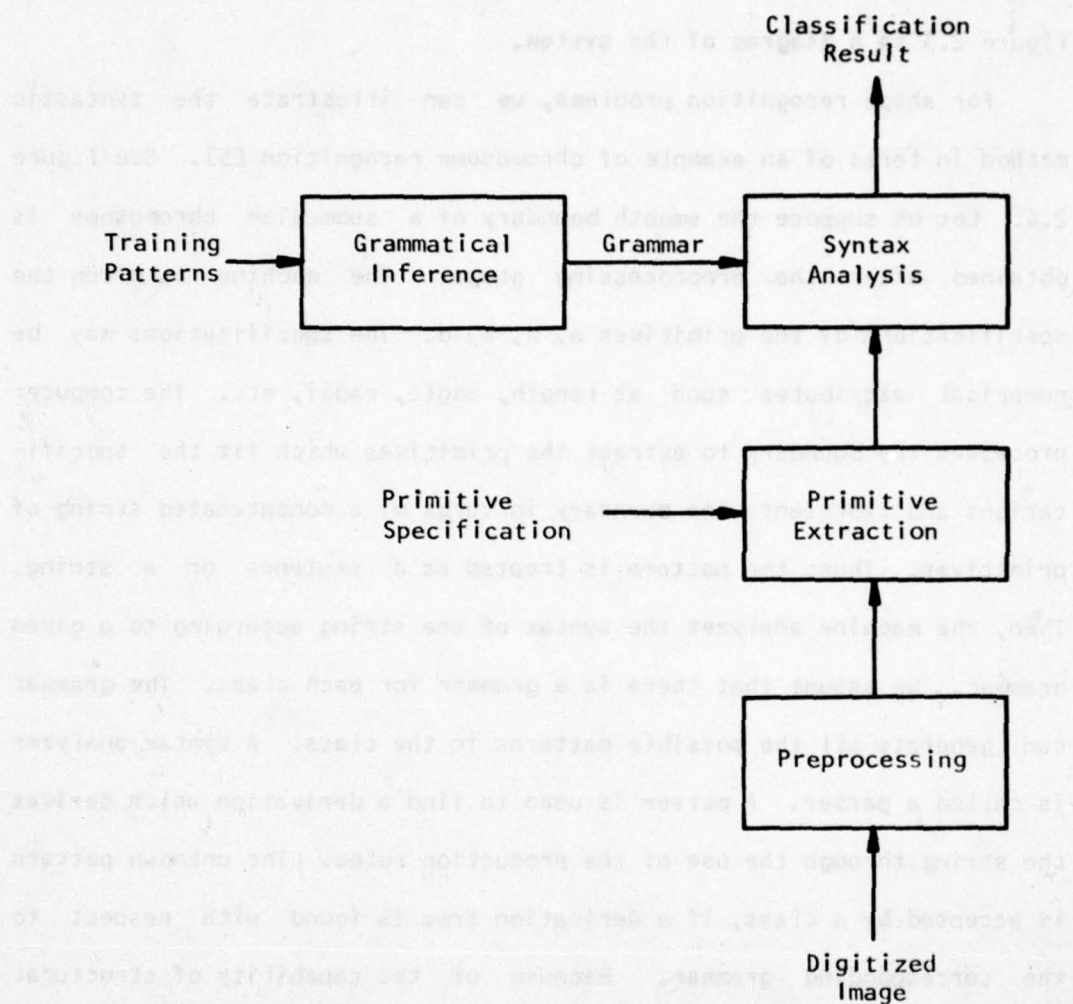 Classification
Result
Training
Patterns
Grammatical
Inference
Grammar
Syntax
Analysis
Primitive
Specification
Primitive
Extraction
Preprocessing
Digitized
Image
Figure 2.3 is a diagram of the system.
For shape recognition problems, we can illustrate the syntactic
method in terms of an example of chromosome recognition [5]. See Figure
2.4. Let us suppose the smooth boundary of a submedian chromosome is
obtained the preprocessing the machine the
specifications of the primitives a, b, c, d. The specifications may be
numerical attributes such as length, angle, radii, etc. The computer
processes the boundary to extract the primitives which fit the specifi-
cations and represents the boundary in terms of a concatenated string of
primitives. Thus, the pattern is treated as a sentence or a string.
Then, the machine analyzes the syntax of the string according to a given
grammar. We assume that there is a grammar for each class. The grammar
can generate all the possible patterns in the class. A syntax analyzer
is called a parser. A parser is used to find a derivation which derives
the string through the use of the production rules. The unknown pattern
is accepted by a class, if a derivation tree is found with respect to
the corresponding grammar. Because of the capability of structural